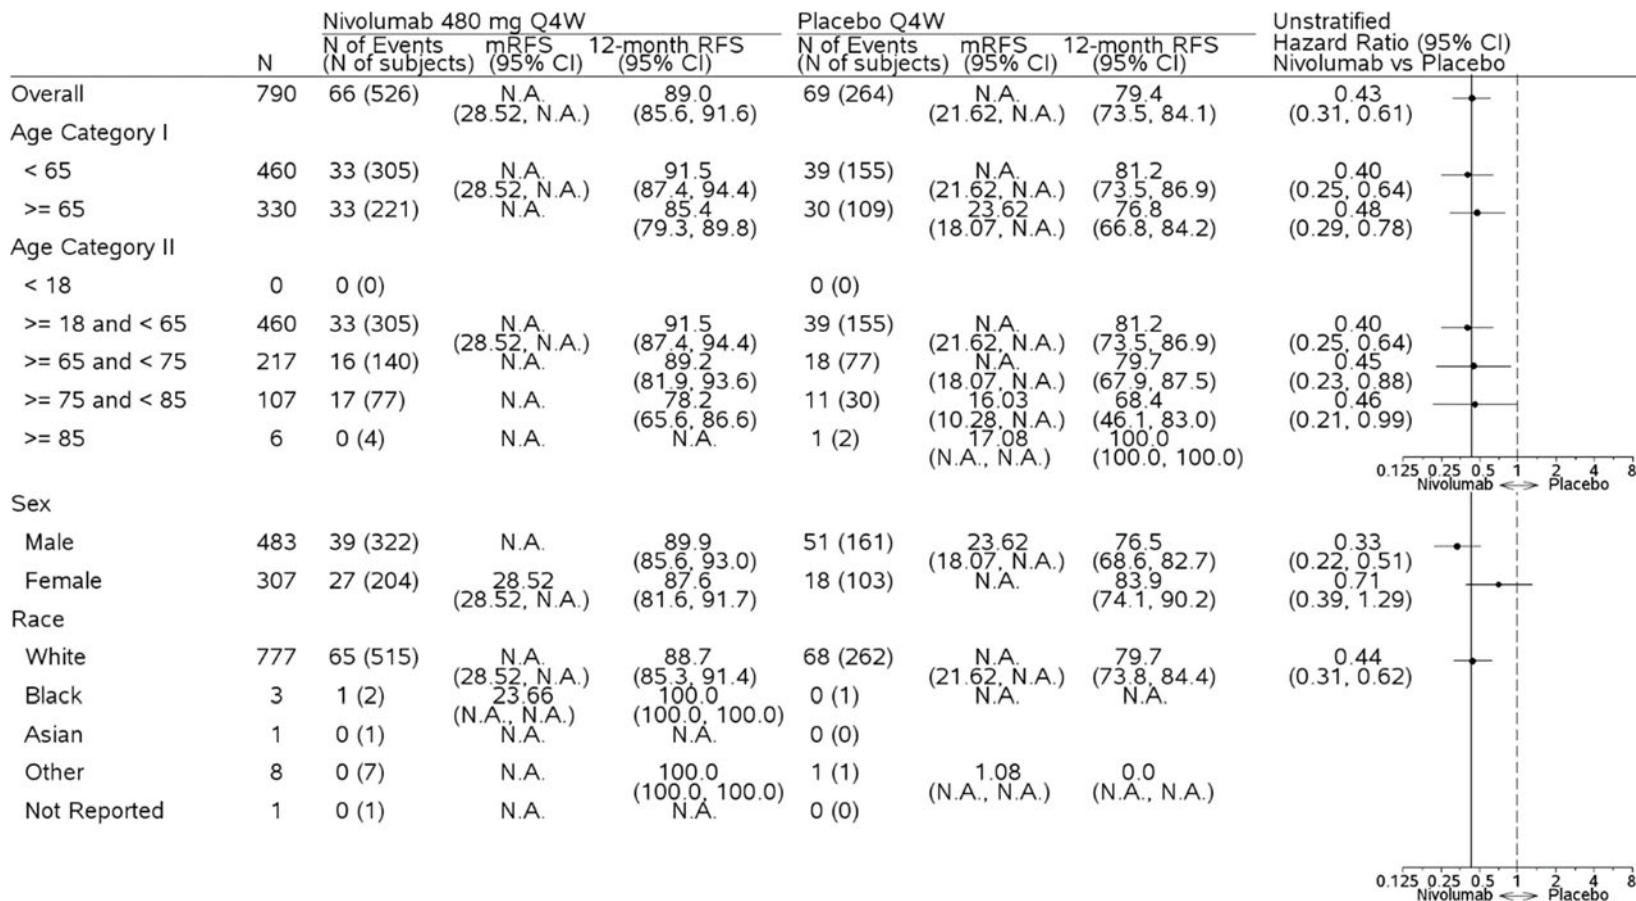 Nivolumab 480 mg Q4W Placebo Q4W Unstratified
N of Events mRFS 12-month RFS N of Events mRFS 12-month RFS Hazard Ratio (95% CI)
N (N of subjects) (95% CI) (95% CI) (N of subjects) (95% CI) (95% CI) Nivolumab vs Placebo
Overall 790 66 (526) N.A. 89.0 69 (264) N.A. 79.4 0.43
(28.52, N.A.) (85.6, 91.6) (21.62, N.A.) (73.5, 84.1) (0.31, 0.61)
Age Category I
< 65 460 33 (305) N.A. 91.5 39 (155) N.A. 81.2 0.40
(28.52, N.A.) (87.4, 94.4) (21.62, N.A.) (73.5, 86.9) (0.25, 0.64)
>= 65 330 33 (221) N.A. 85.4 30 (109) 23.62 76.8 0.48
(79.3, 89.8) (18.07, N.A.) (66.8, 84.2) (0.29, 0.78)
Age Category II
< 18 0 0 (0) 0 (0)
>= 18 and < 65 460 33 (305) N.A. 91.5 39 (155) N.A. 81.2 0.40
(28.52, N.A.) (87.4, 94.4) (21.62, N.A.) (73.5, 86.9) (0.25, 0.64)
>= 65 and < 75 217 16 (140) N.A. 89.2 18 (77) N.A. 79.7 0.45
(81.9, 93.6) (18.07, N.A.) (67.9, 87.5) (0.23, 0.88)
>= 75 and < 85 107 17 (77) N.A. 78.2 11 (30) 16.03 68.4 0.46
(65.6, 86.6) (10.28, N.A.) (46.1, 83.0) (0.21, 0.99)
>= 85 6 0 (4) N.A. N.A. 1 (2) 17.08 100.0
(N.A., N.A.) (100.0, 100.0)
0.125 0.25 0.5 1 2 4 8
Nivolumab Placebo
Sex
Male 483 39 (322) N.A. 89.9 51 (161) 23.62 76.5 0.33
(85.6, 93.0) (18.07, N.A.) (68.6, 82.7) (0.22, 0.51)
Female 307 27 (204) 28.52 87.6 18 (103) N.A. 83.9 0.71
(28.52, N.A.) (81.6, 91.7) (74.1, 90.2) (0.39, 1.29)
Race
White 777 65 (515) N.A. 88.7 68 (262) N.A. 79.7 0.44
(28.52, N.A.) (85.3, 91.4) (21.62, N.A.) (73.8, 84.4) (0.31, 0.62)
Black 3 1 (2) 23.66 100.0 0 (1) N.A. N.A.
(N.A., N.A.) (100.0, 100.0)
Asian 1 0 (1) N.A. N.A. 0 (0)
Other 8 0 (7) N.A. 100.0 1 (1) 1.08 0.0
(100.0, 100.0) (N.A., N.A.) (N.A., N.A.)
Not Reported 1 0 (1) N.A. N.A. 0 (0)
0.125 0.25 0.5 1 2 4 8
Nivolumab Placebo